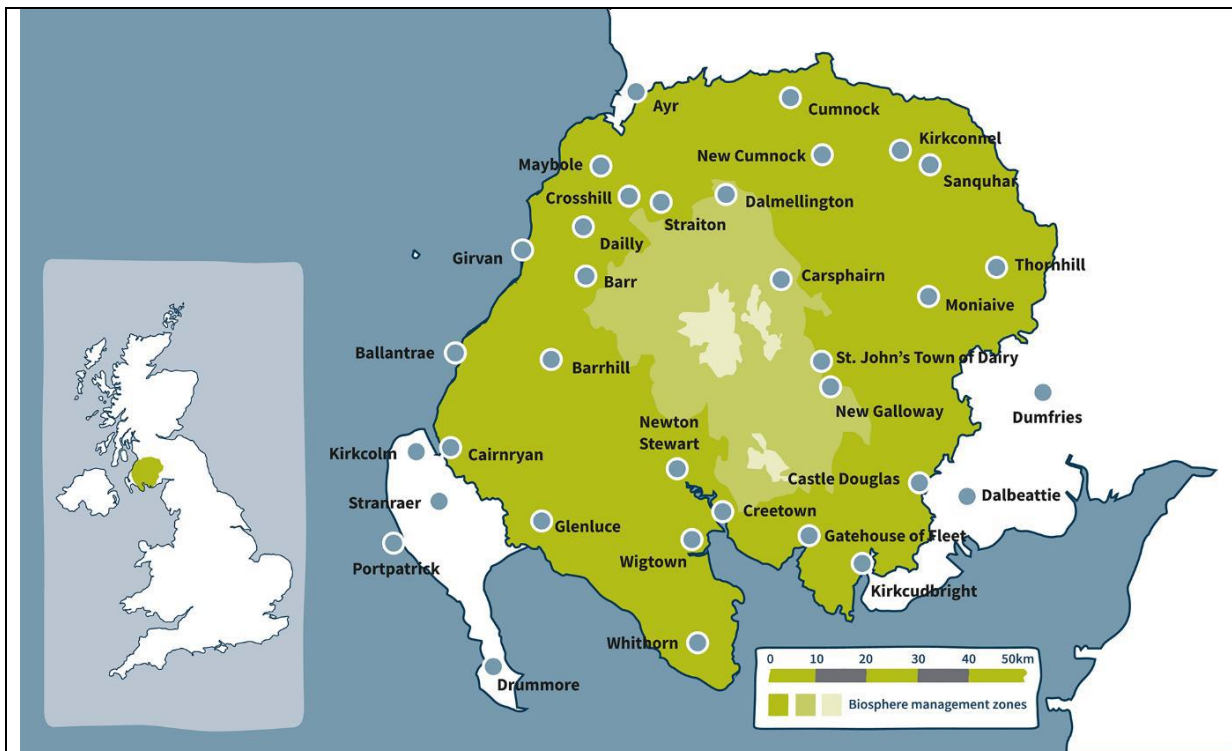 Ayr
Cumnock
Kirkconnel
New Cumnock
Maybole
Sanquhar
Crosshill
Dalmellington
Straiton
Dailly
Girvan
Thornhill
Barr
Carsphairn
Moniaive
Ballantrae
St. John's Town of Dairy
Barrhill
New Galloway
Dumfries
Newton
Stewart
Kirkcolm
Cairnryan
Castle Douglas
Dalbeattie
Stranraer
Creetown
Glenluce
Gatehouse of Fleet
Wigtown
Portpatrick
Kirkcudbright
Whithorn
0 10 20 30 40 50km
Drummore
Biosphere management zones